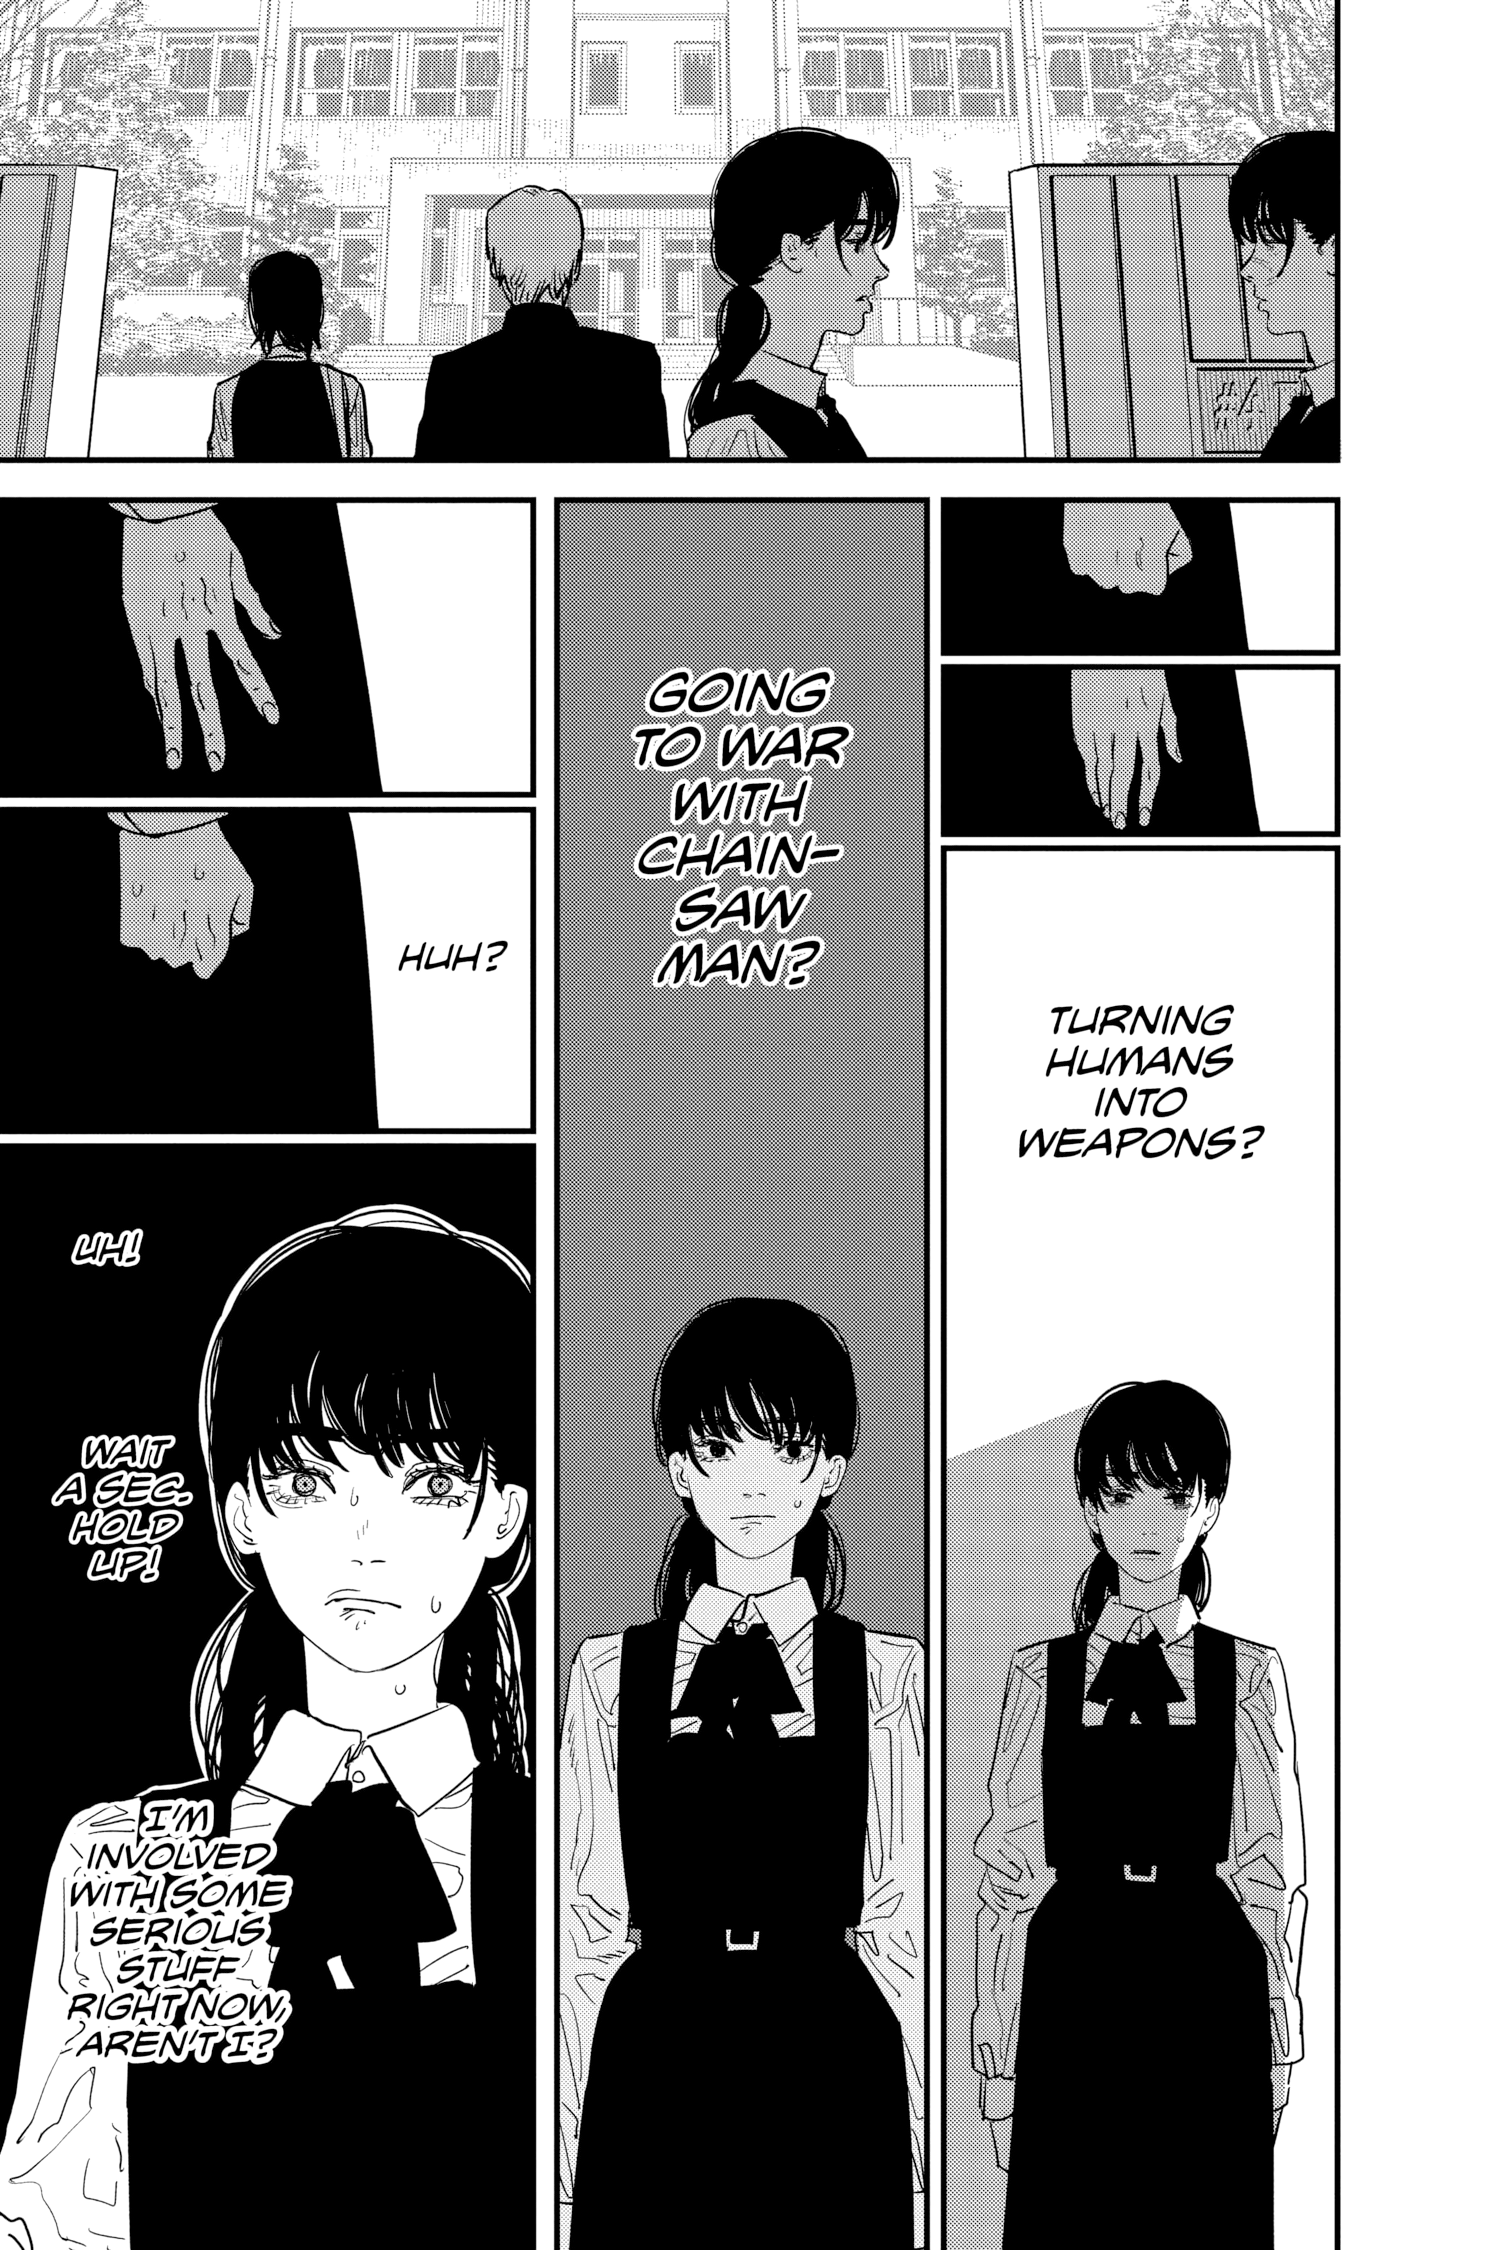 TURNING
HUMANS
INTO
WEAPONS?
GOING
TO WAR
WITH
CHAIN-
SAW
MAN?
HUH?
UH!
WAIT
A SEC.
HOLD
UP!
I'M
INVOLVED
WITH SOME
SERIOUS
STUFF
RIGHT NOW,
AREN'T I?